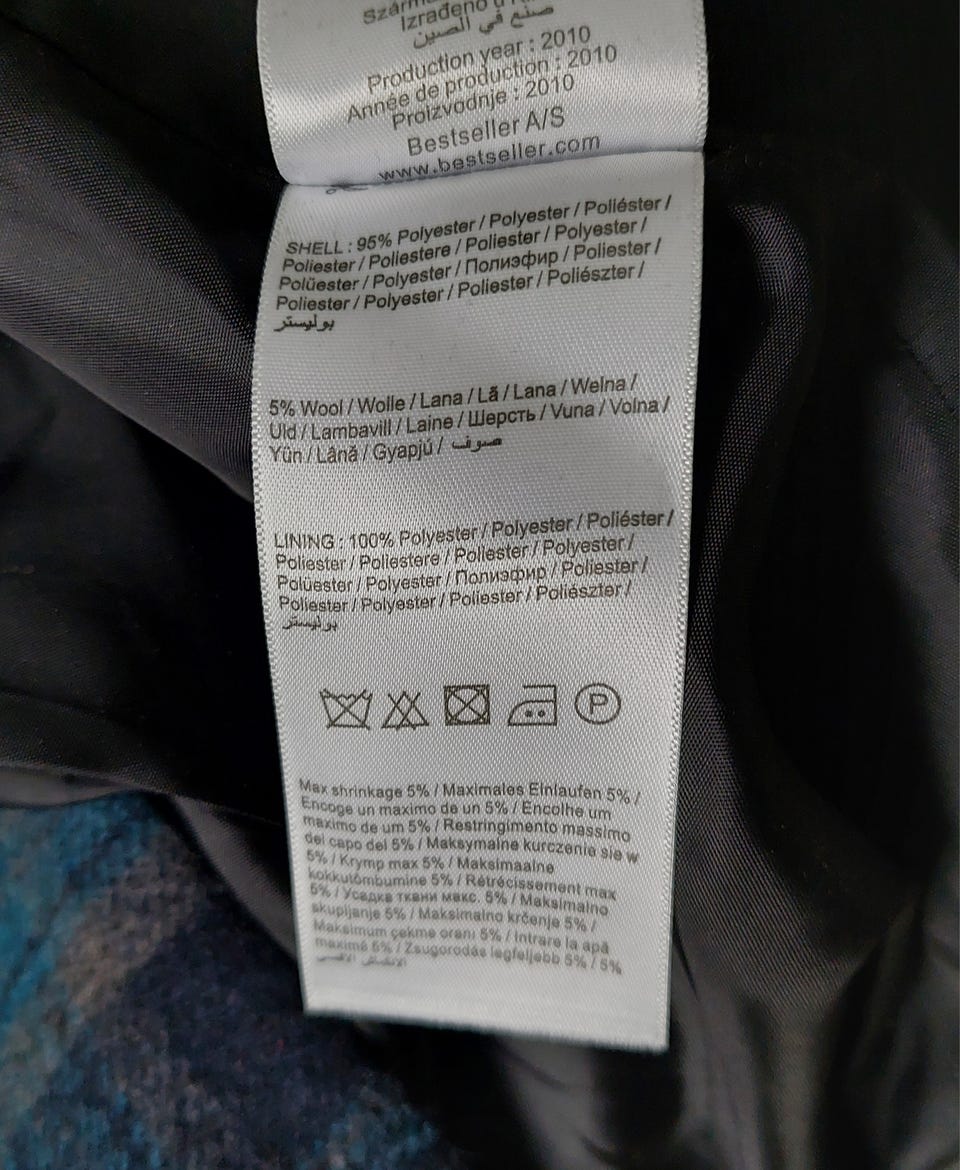 Izrađeno u
صنع في الصين
Production year : 2010
Année de production : 2010
Proizvodnje : 2010
Bestseller A/S
www.bestseller.com
SHELL : 95% Polyester / Polyester / Poliéster /
Poliester / Poliestere / Poliester / Polyester /
Polüester / Polyester / Полиэфир / Poliester /
Poliester / Polyester / Poliester / Poliészter /
بوليستر
5% Wool / Wolle / Lana / Lã / Lana / Wełna /
Uld / Lambavill / Laine / Шерсть / Vuna / Volna /
Yün / Lână / Gyapjú / صوف
LINING : 100% Polyester / Polyester / Poliéster /
Poliester / Poliestere / Poliester / Polyester /
Polüester / Polyester / Полиэфир / Poliester /
Poliester / Polyester / Poliester / Poliészter /
بوليستر
P
Max shrinkage 5% / Maximales Einlaufen 5% /
Encoge un maximo de un 5% / Encolhe um
maximo de um 5% / Restringimento massimo
del capo del 5% / Maksymalne kurczenie sie w
5% / Krymp max 5% / Maksimaalne
kokkutõmbumine 5% / Rétrécissement max
5% / Усадка ткани макс. 5% / Maksimalno
skupljanje 5% / Maksimalno krčenje 5% /
Maksimum çekme oranı 5% / Intrare la apă
maximă 5% / Zsugorodás legfeljebb 5% / 5%